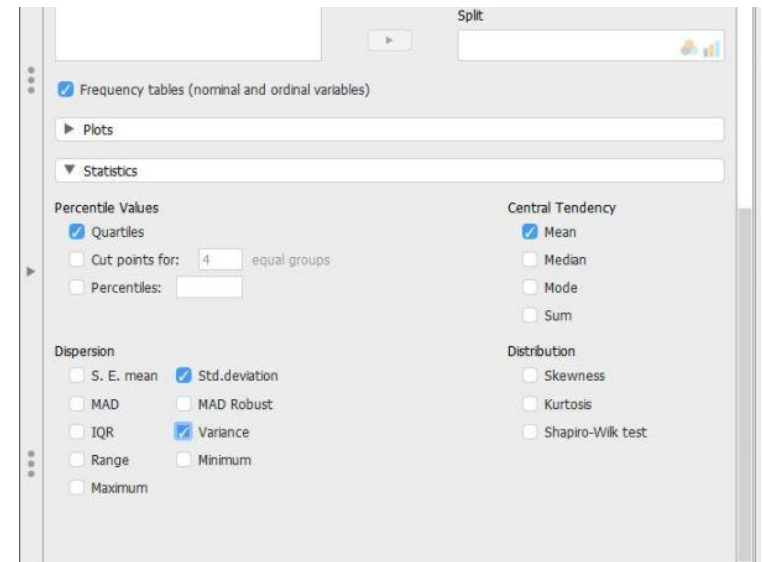 Split
Frequency tables (nominal and ordinal variables)
Plots
Statistics
Percentile Values
Quartiles
Cut points for: 4 equal groups
Percentiles:
Central Tendency
Mean
Median
Mode
Sum
Dispersion
S. E. mean Std.deviation
MAD MAD Robust
IQR Variance
Range Minimum
Maximum
Distribution
Skewness
Kurtosis
Shapiro-Wilk test